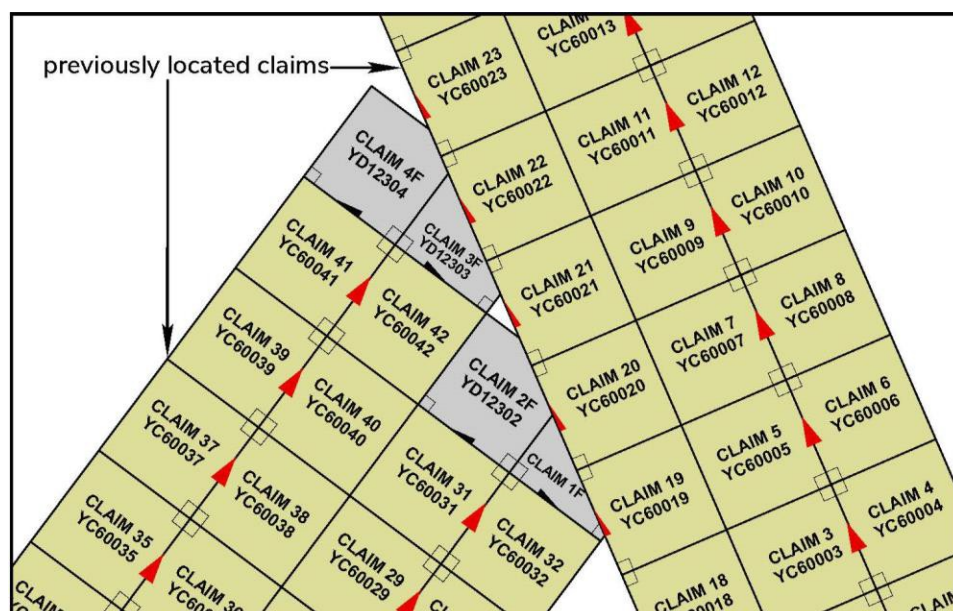 previously located claims
CLAIM 23
YC60023
YC60013
CLAIM 12
YC60012
CLAIM 11
YC60011
CLAIM 22
YC60022
CLAIM 10
YC60010
CLAIM 4F
YD12304
CLAIM 9
YC60009
CLAIM 3F
YD12303
CLAIM 21
YC60021
CLAIM 41
YC60041
CLAIM 8
YC60008
CLAIM 42
YC60042
CLAIM 7
YC60007
CLAIM 39
YC60039
CLAIM 2F
YD12302
CLAIM 20
YC60020
CLAIM 6
YC60006
CLAIM 40
YC60040
CLAIM 5
YC60005
CLAIM 37
YC60037
CLAIM 31
YC60031
CLAIM 1F
CLAIM 19
YC60019
CLAIM 4
YC60004
CLAIM 38
YC60038
CLAIM 32
YC60032
CLAIM 35
YC60035
CLAIM 29
YC60029
CLAIM 3
YC60003
CLAIM 18